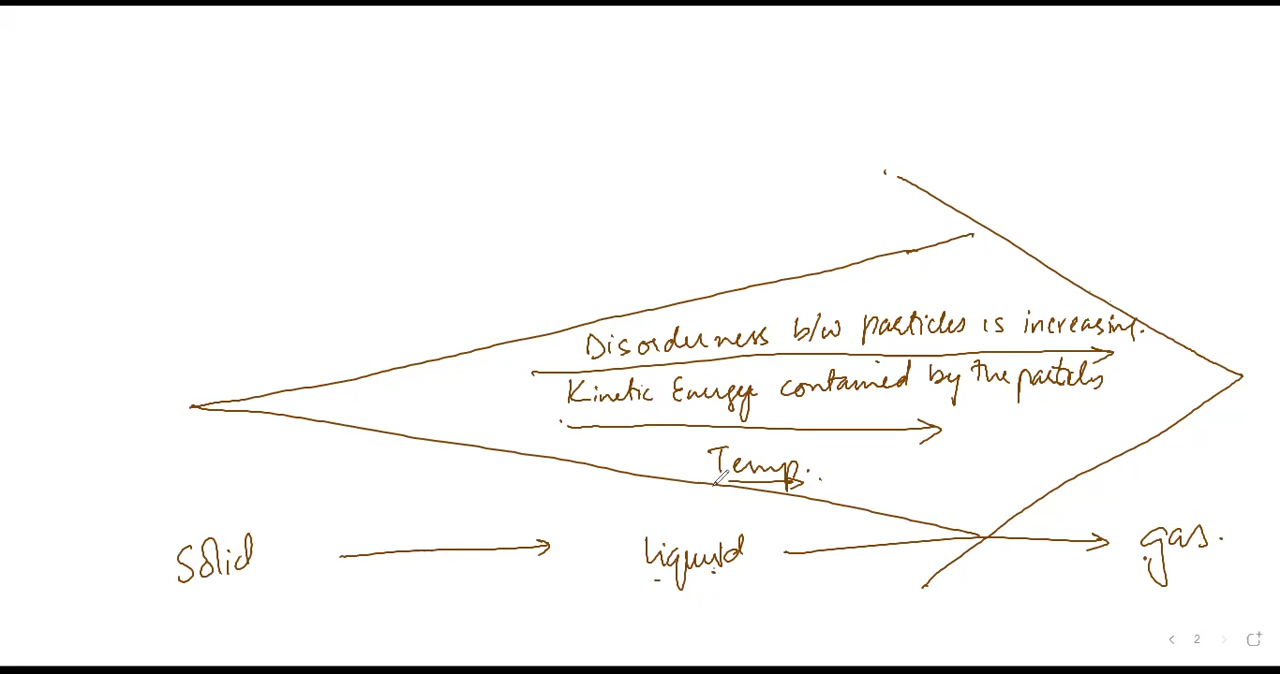 Disorderness b/w particles is increasing.
Kinetic Energy contained by the particles
Temp.
Solid → liquid → gas.
2